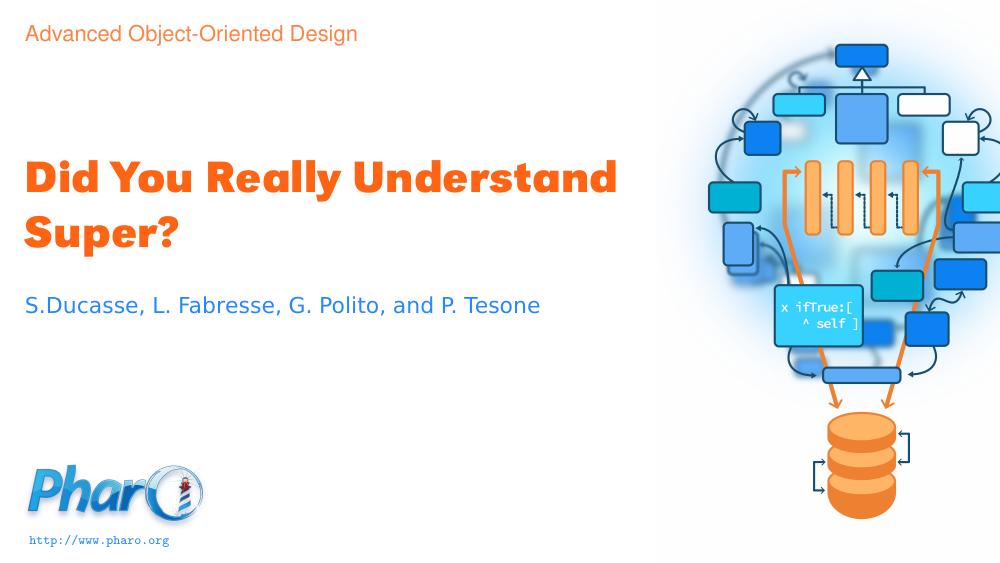 Advanced Object-Oriented Design
Did You Really Understand
Super?
S.Ducasse, L. Fabresse, G. Polito, and P. Tesone
x ifTrue:[
^ self ]
Pharo
http://www.pharo.org